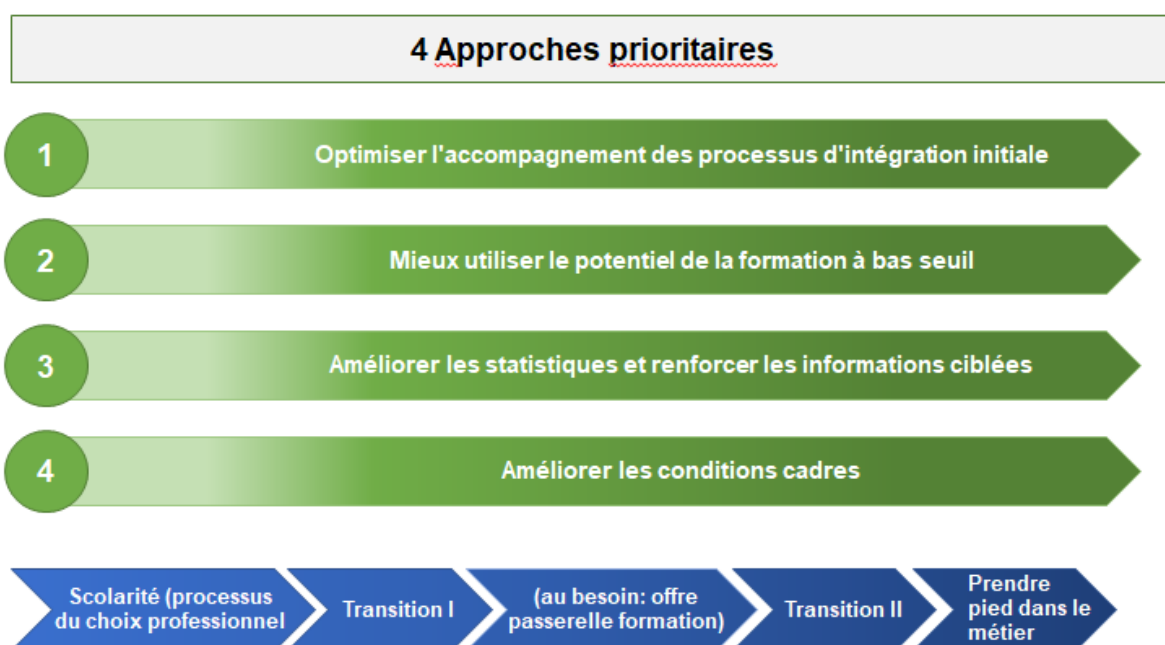 4 Approches prioritaires
1
Optimiser l'accompagnement des processus d'intégration initiale
2
Mieux utiliser le potentiel de la formation à bas seuil
3
Améliorer les statistiques et renforcer les informations ciblées
4
Améliorer les conditions cadres
Scolarité (processus
du choix professionnel
Transition I
(au besoin: offre
passerelle formation)
Transition II
Prendre
pied dans le
métier